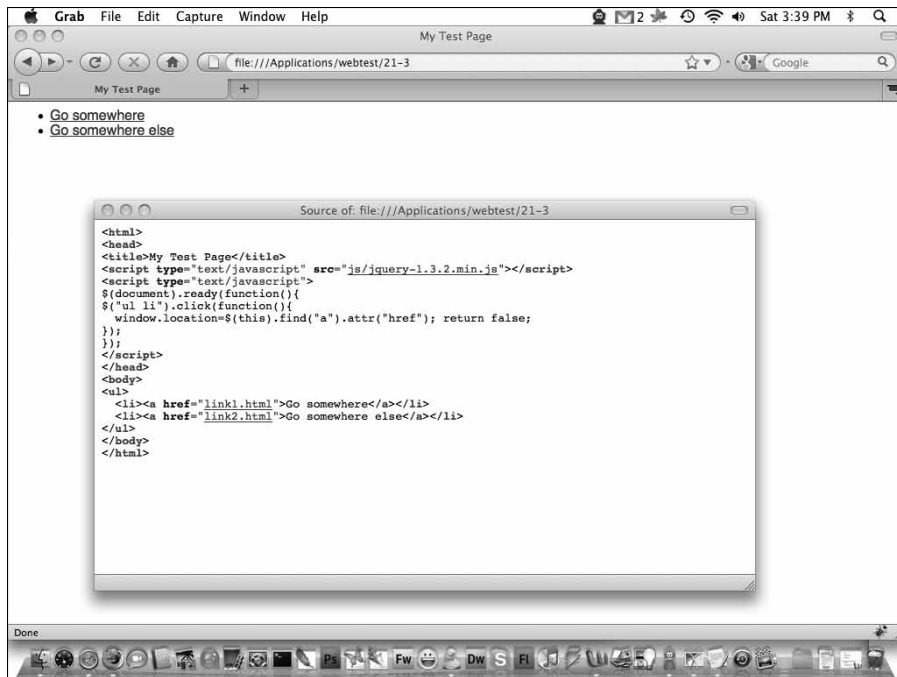 Grab File Edit Capture Window Help 2 Sat 3:39 PM
My Test Page
file:///Applications/webtest/21-3 Google
My Test Page +
• Go somewhere
• Go somewhere else
Source of: file:///Applications/webtest/21-3
<html>
<head>
<title>My Test Page</title>
<script type="text/javascript" src="js/jquery-1.3.2.min.js"></script>
<script type="text/javascript">
$(document).ready(function(){
$("ul li").click(function(){
  window.location=$(this).find("a").attr("href"); return false;
});
});
</script>
</head>
<body>
<ul>
  <li><a href="link1.html">Go somewhere</a></li>
  <li><a href="link2.html">Go somewhere else</a></li>
</ul>
</body>
</html>
Done
Ps Fw Dw S Fl